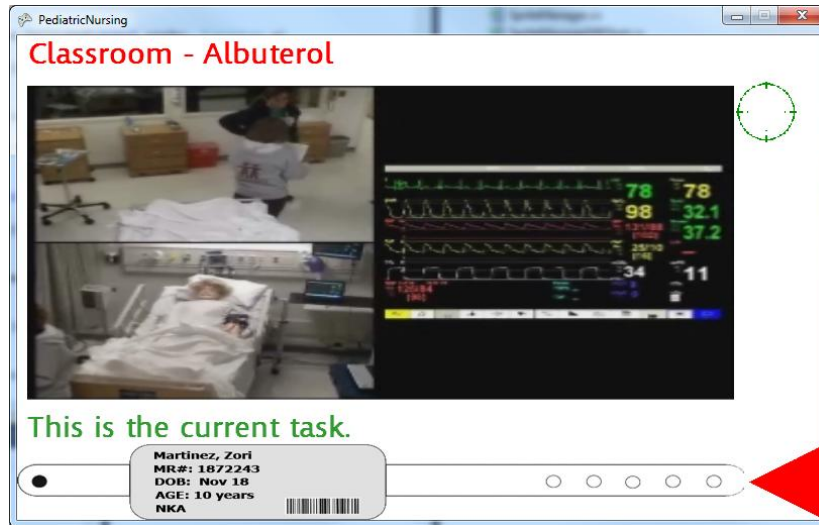 PediatricNursing
Classroom - Albuterol
78 78
98 32.1
37.2
34 11
This is the current task.
Martinez, Zori
MR#: 1872243
DOB: Nov 18
AGE: 10 years
NKA